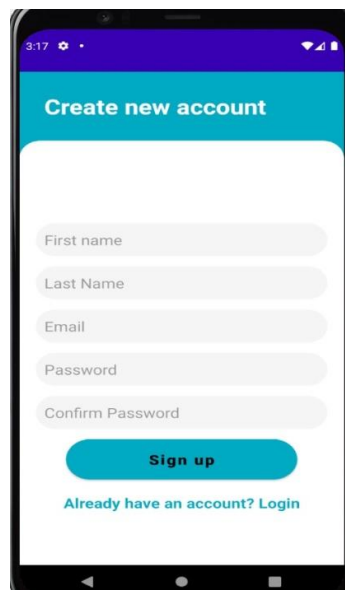 3:17
Create new account
First name
Last Name
Email
Password
Confirm Password
Sign up
Already have an account? Login